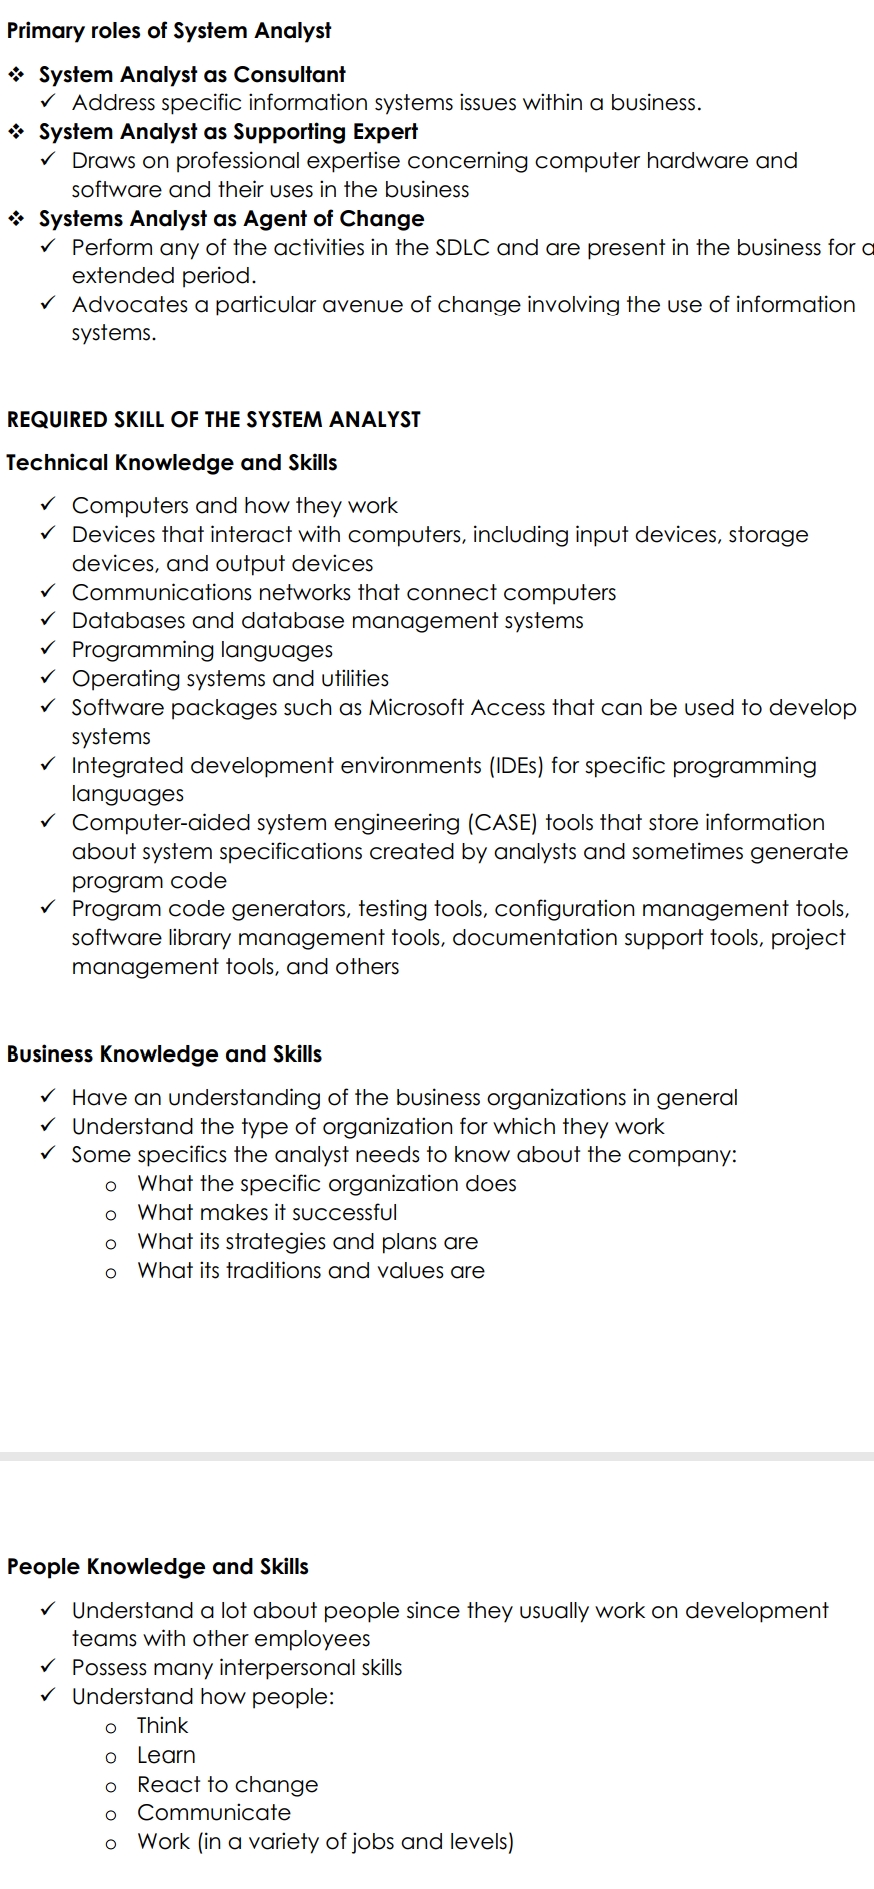 Primary roles of System Analyst
❖ System Analyst as Consultant
✓ Address specific information systems issues within a business.
❖ System Analyst as Supporting Expert
✓ Draws on professional expertise concerning computer hardware and
software and their uses in the business
❖ Systems Analyst as Agent of Change
✓ Perform any of the activities in the SDLC and are present in the business for a
extended period.
✓ Advocates a particular avenue of change involving the use of information
systems.
REQUIRED SKILL OF THE SYSTEM ANALYST
Technical Knowledge and Skills
✓ Computers and how they work
✓ Devices that interact with computers, including input devices, storage
devices, and output devices
✓ Communications networks that connect computers
✓ Databases and database management systems
✓ Programming languages
✓ Operating systems and utilities
✓ Software packages such as Microsoft Access that can be used to develop
systems
✓ Integrated development environments (IDEs) for specific programming
languages
✓ Computer-aided system engineering (CASE) tools that store information
about system specifications created by analysts and sometimes generate
program code
✓ Program code generators, testing tools, configuration management tools,
software library management tools, documentation support tools, project
management tools, and others
Business Knowledge and Skills
✓ Have an understanding of the business organizations in general
✓ Understand the type of organization for which they work
✓ Some specifics the analyst needs to know about the company:
o What the specific organization does
o What makes it successful
o What its strategies and plans are
o What its traditions and values are
People Knowledge and Skills
✓ Understand a lot about people since they usually work on development
teams with other employees
✓ Possess many interpersonal skills
✓ Understand how people:
o Think
o Learn
o React to change
o Communicate
o Work (in a variety of jobs and levels)